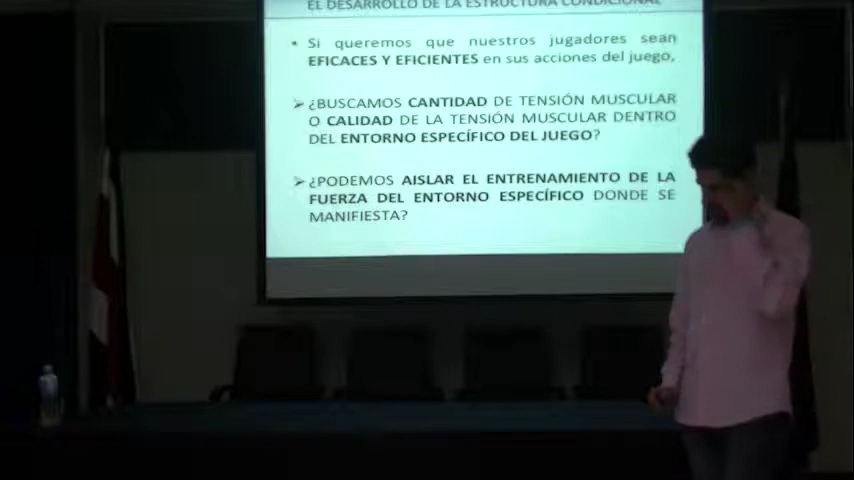 EL DESARROLLO DE LA ESTRUCTURA CONDICIONAL
• Si queremos que nuestros jugadores sean
EFICACES Y EFICIENTES en sus acciones del juego,
➢ ¿BUSCAMOS CANTIDAD DE TENSIÓN MUSCULAR
O CALIDAD DE LA TENSIÓN MUSCULAR DENTRO
DEL ENTORNO ESPECÍFICO DEL JUEGO?
➢ ¿PODEMOS AISLAR EL ENTRENAMIENTO DE LA
FUERZA DEL ENTORNO ESPECÍFICO DONDE SE
MANIFIESTA?